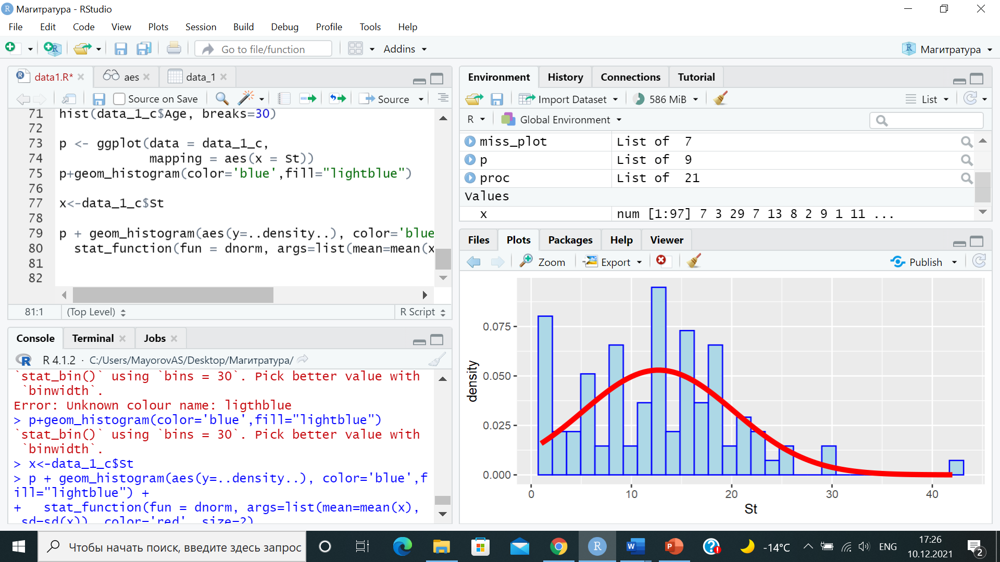 Магитратура - RStudio
File Edit Code View Plots Session Build Debug Profile Tools Help
Go to file/function Addins Магитратура
data1.R* aes data_1
Source on Save Source
71 hist(data_1_c$Age, breaks=30)
72
73 p <- ggplot(data = data_1_c,
74 mapping = aes(x = St))
75 p+geom_histogram(color='blue',fill="lightblue")
76
77 x<-data_1_c$St
78
79 p + geom_histogram(aes(y=..density..), color='blue
80 stat_function(fun = dnorm, args=list(mean=mean(x
81
82
81:1 (Top Level) R Script
Console Terminal Jobs
R 4.1.2 · C:/Users/MayorovAS/Desktop/Магитратура/
`stat_bin()` using `bins = 30`. Pick better value with
`binwidth`.
Error: Unknown colour name: ligthblue
> p+geom_histogram(color='blue',fill="lightblue")
`stat_bin()` using `bins = 30`. Pick better value with
`binwidth`.
> x<-data_1_c$St
> p + geom_histogram(aes(y=..density..), color='blue',f
ill="lightblue") +
+ stat_function(fun = dnorm, args=list(mean=mean(x),
sd=sd(x)), color='red', size=2)
Environment History Connections Tutorial
Import Dataset 586 MiB List
R Global Environment
miss_plot List of 7
p List of 9
proc List of 21
Values
x num [1:97] 7 3 29 7 13 8 2 9 1 11 ...
Files Plots Packages Help Viewer
Zoom Export Publish
density
0.075
0.050
0.025
0.000
0 10 20 30 40
St
Чтобы начать поиск, введите здесь запрос
-14°C ENG
17:26
10.12.2021
2